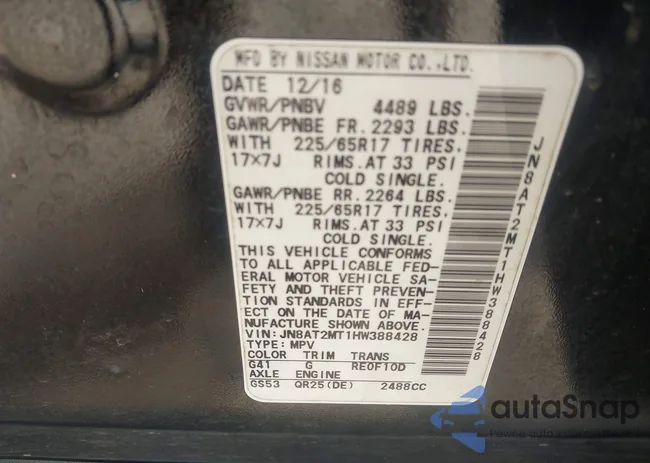 MFD BY NISSAN MOTOR CO.,LTD.
DATE 12/16
GVWR/PNBV 4489 LBS.
GAWR/PNBE FR. 2293 LBS.
WITH 225/65R17 TIRES.
17×7J RIMS.AT 33 PSI
COLD SINGLE.
GAWR/PNBE RR. 2264 LBS.
WITH 225/65R17 TIRES.
17×7J RIMS.AT 33 PSI
COLD SINGLE.
THIS VEHICLE CONFORMS
TO ALL APPLICABLE FED-
ERAL MOTOR VEHICLE SA-
FETY AND THEFT PREVEN-
TION STANDARDS IN EFF-
ECT ON THE DATE OF MA-
NUFACTURE SHOWN ABOVE.
VIN:JN8AT2MT1HW388428
TYPE:MPV
COLOR TRIM TRANS
G41 G RE0F10D
AXLE ENGINE
GS53 QR25(DE) 2488CC
JN8AT2MT1HW388428
autaSnap
Pewne auto z